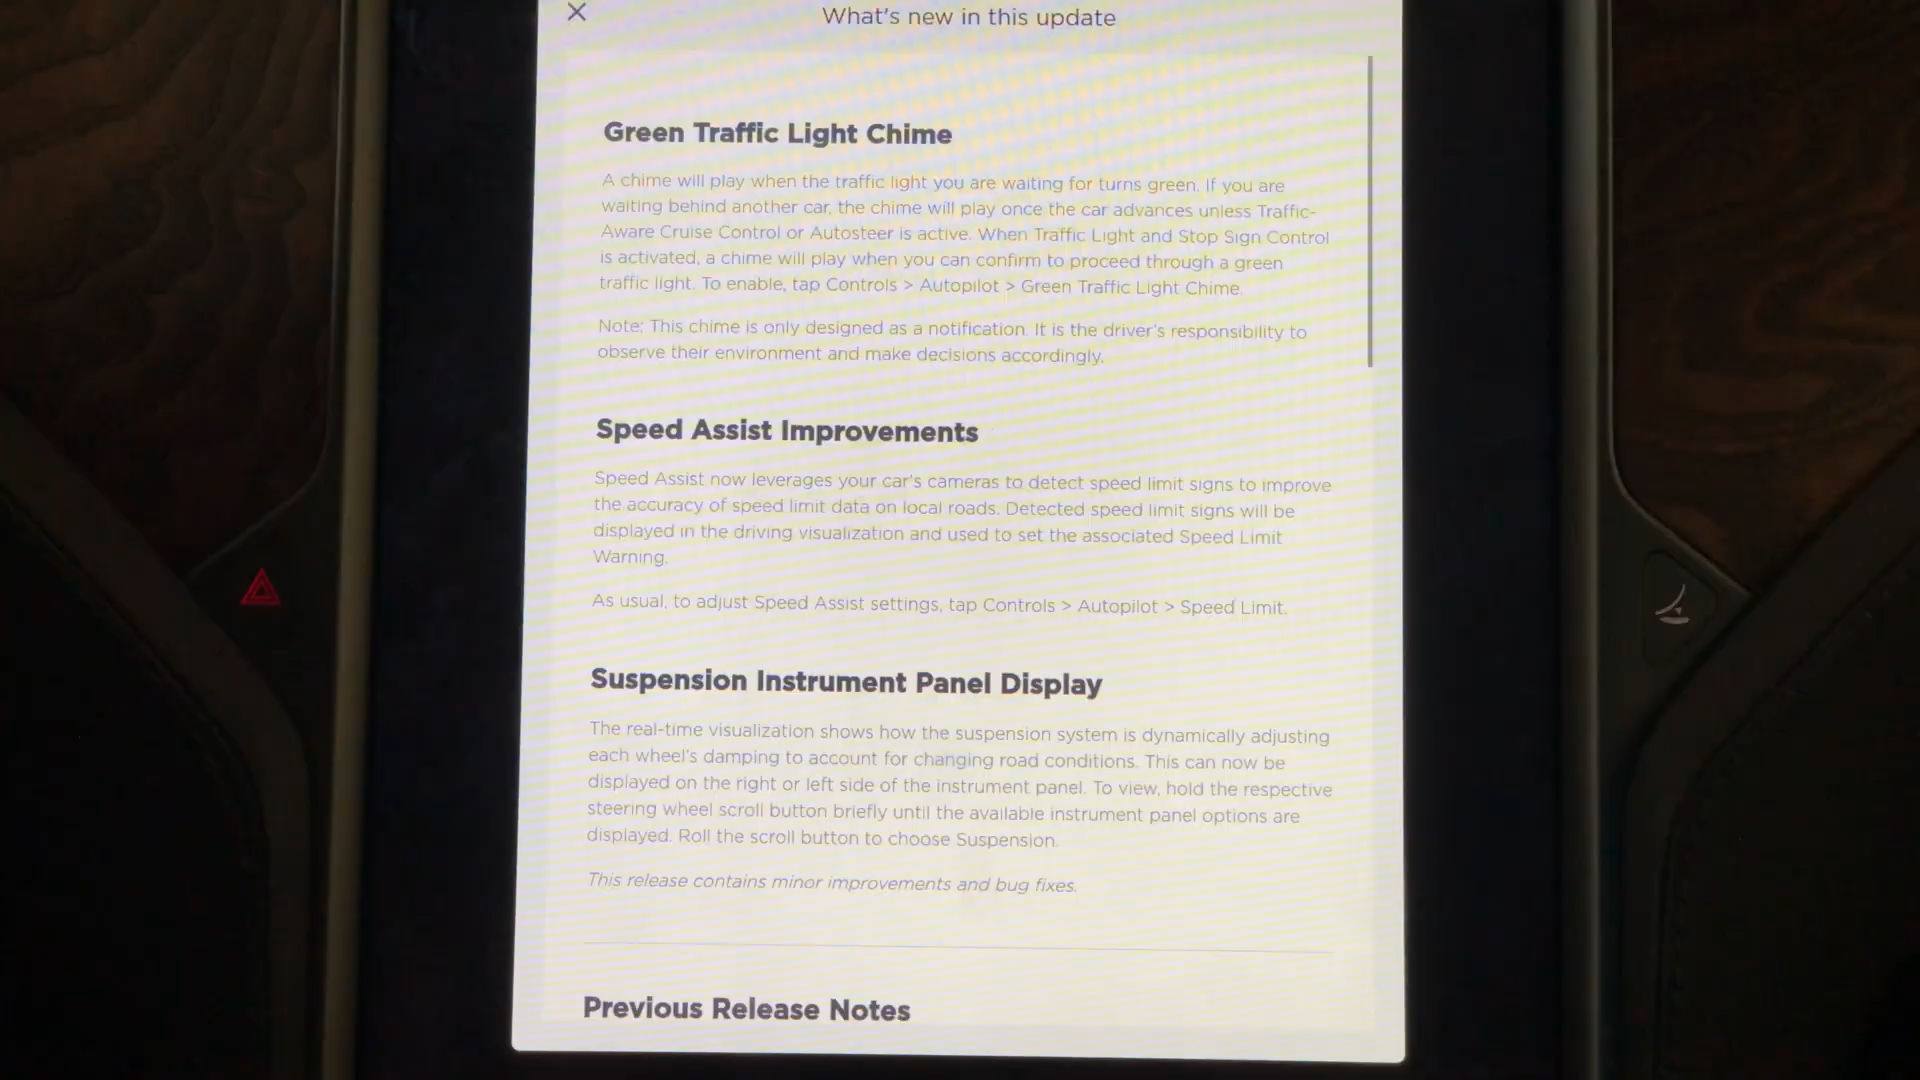 What's new in this update
Green Traffic Light Chime
A chime will play when the traffic light you are waiting for turns green. If you are
waiting behind another car, the chime will play once the car advances unless Traffic-
Aware Cruise Control or Autosteer is active. When Traffic Light and Stop Sign Control
is activated, a chime will play when you can confirm to proceed through a green
traffic light. To enable, tap Controls > Autopilot > Green Traffic Light Chime.
Note: This chime is only designed as a notification. It is the driver's responsibility to
observe their environment and make decisions accordingly.
Speed Assist Improvements
Speed Assist now leverages your car's cameras to detect speed limit signs to improve
the accuracy of speed limit data on local roads. Detected speed limit signs will be
displayed in the driving visualization and used to set the associated Speed Limit
Warning.
As usual, to adjust Speed Assist settings, tap Controls > Autopilot > Speed Limit.
Suspension Instrument Panel Display
The real-time visualization shows how the suspension system is dynamically adjusting
each wheel's damping to account for changing road conditions. This can now be
displayed on the right or left side of the instrument panel. To view, hold the respective
steering wheel scroll button briefly until the available instrument panel options are
displayed. Roll the scroll button to choose Suspension.
This release contains minor improvements and bug fixes.
Previous Release Notes